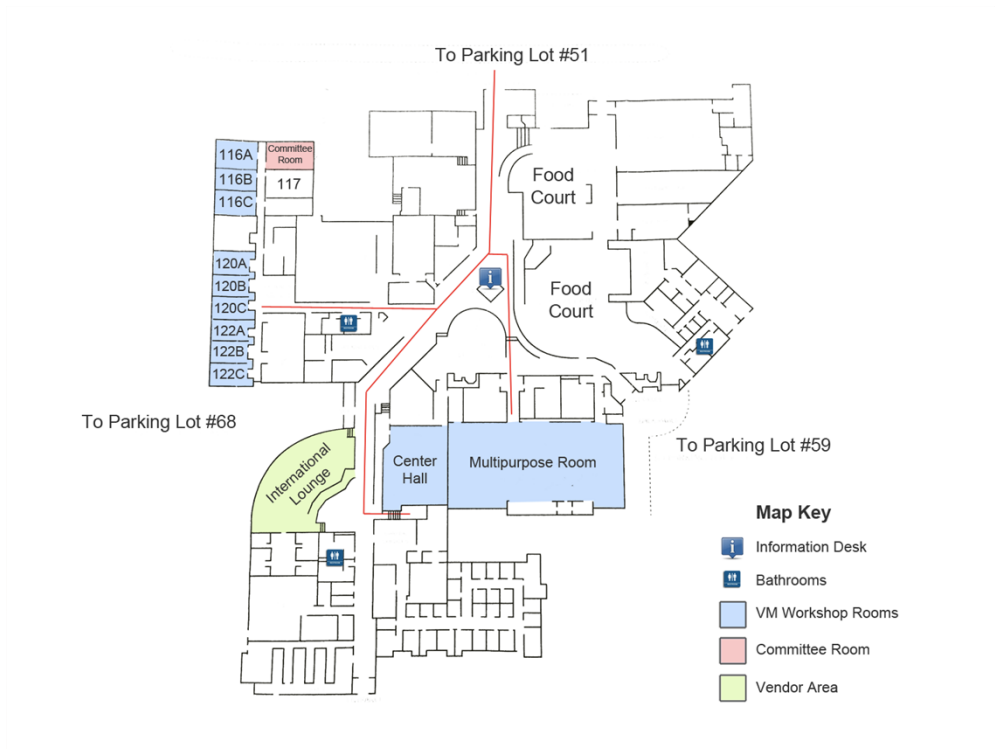 To Parking Lot #51
116A
Committee
Room
116B
117
116C
Food
Court
120A
120B
120C
Food
Court
122A
122B
122C
To Parking Lot #68
To Parking Lot #59
International
Lounge
Center
Hall
Multipurpose Room
Map Key
Information Desk
Bathrooms
VM Workshop Rooms
Committee Room
Vendor Area